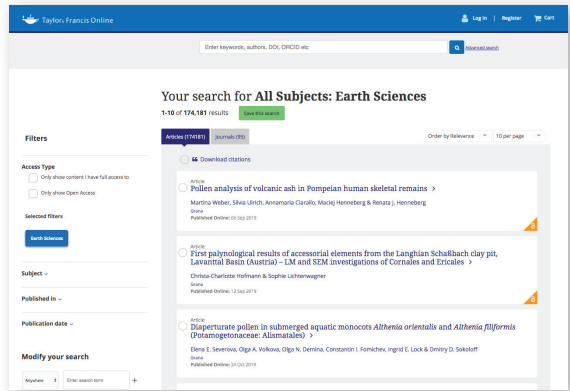 Taylor & Francis Online
Log in | Register Cart
Enter keywords, authors, DOI, ORCID etc
Advanced search
Your search for All Subjects: Earth Sciences
1-10 of 174,181 results Save this search
Filters
Articles (174181) Journals (95) Order by Relevance 10 per page
Download citations
Access Type
Only show content I have full access to
Only show Open Access
Selected filters
Earth Sciences
Subject
Published in
Publication date
Modify your search
Anywhere Enter search term +
Article
Pollen analysis of volcanic ash in Pompeian human skeletal remains >
Martina Weber, Silvia Ulrich, Annamaria Ciarallo, Maciej Henneberg & Renata J. Henneberg
Grana
Published Online: 06 Sep 2019
Article
First palynological results of accessorial elements from the Langhian Schaßbach clay pit,
Lavanttal Basin (Austria) – LM and SEM investigations of Cornales and Ericales >
Christa-Charlotte Hofmann & Sophie Lichtenwagner
Grana
Published Online: 12 Sep 2019
Article
Diaperturate pollen in submerged aquatic monocots Althenia orientalis and Althenia filiformis
(Potamogetonaceae: Alismatales) >
Elena E. Severova, Olga A. Volkova, Olga N. Demina, Constantin I. Fomichev, Ingrid E. Lock & Dmitry D. Sokoloff
Grana
Published Online: 24 Oct 2019